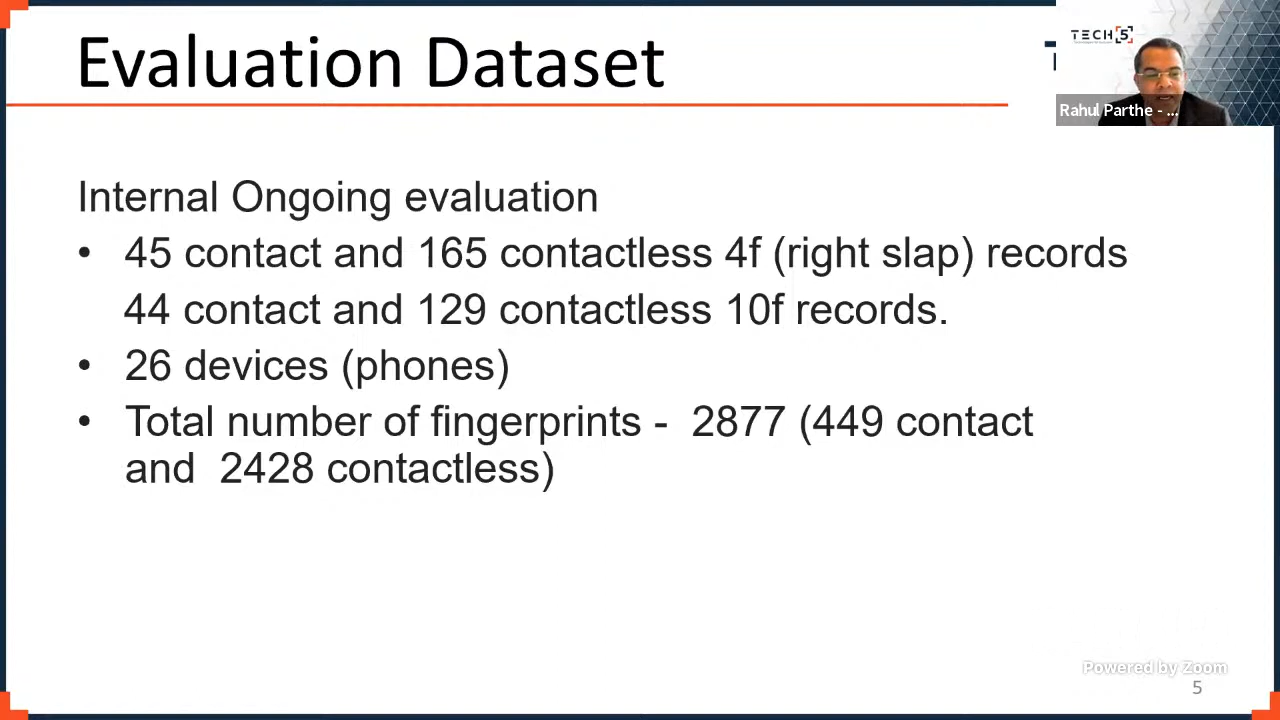 Evaluation Dataset
TECH5
Rahul Parthe - ...
Internal Ongoing evaluation
• 45 contact and 165 contactless 4f (right slap) records
44 contact and 129 contactless 10f records.
• 26 devices (phones)
• Total number of fingerprints -  2877 (449 contact
and  2428 contactless)
Powered by Zoom
5